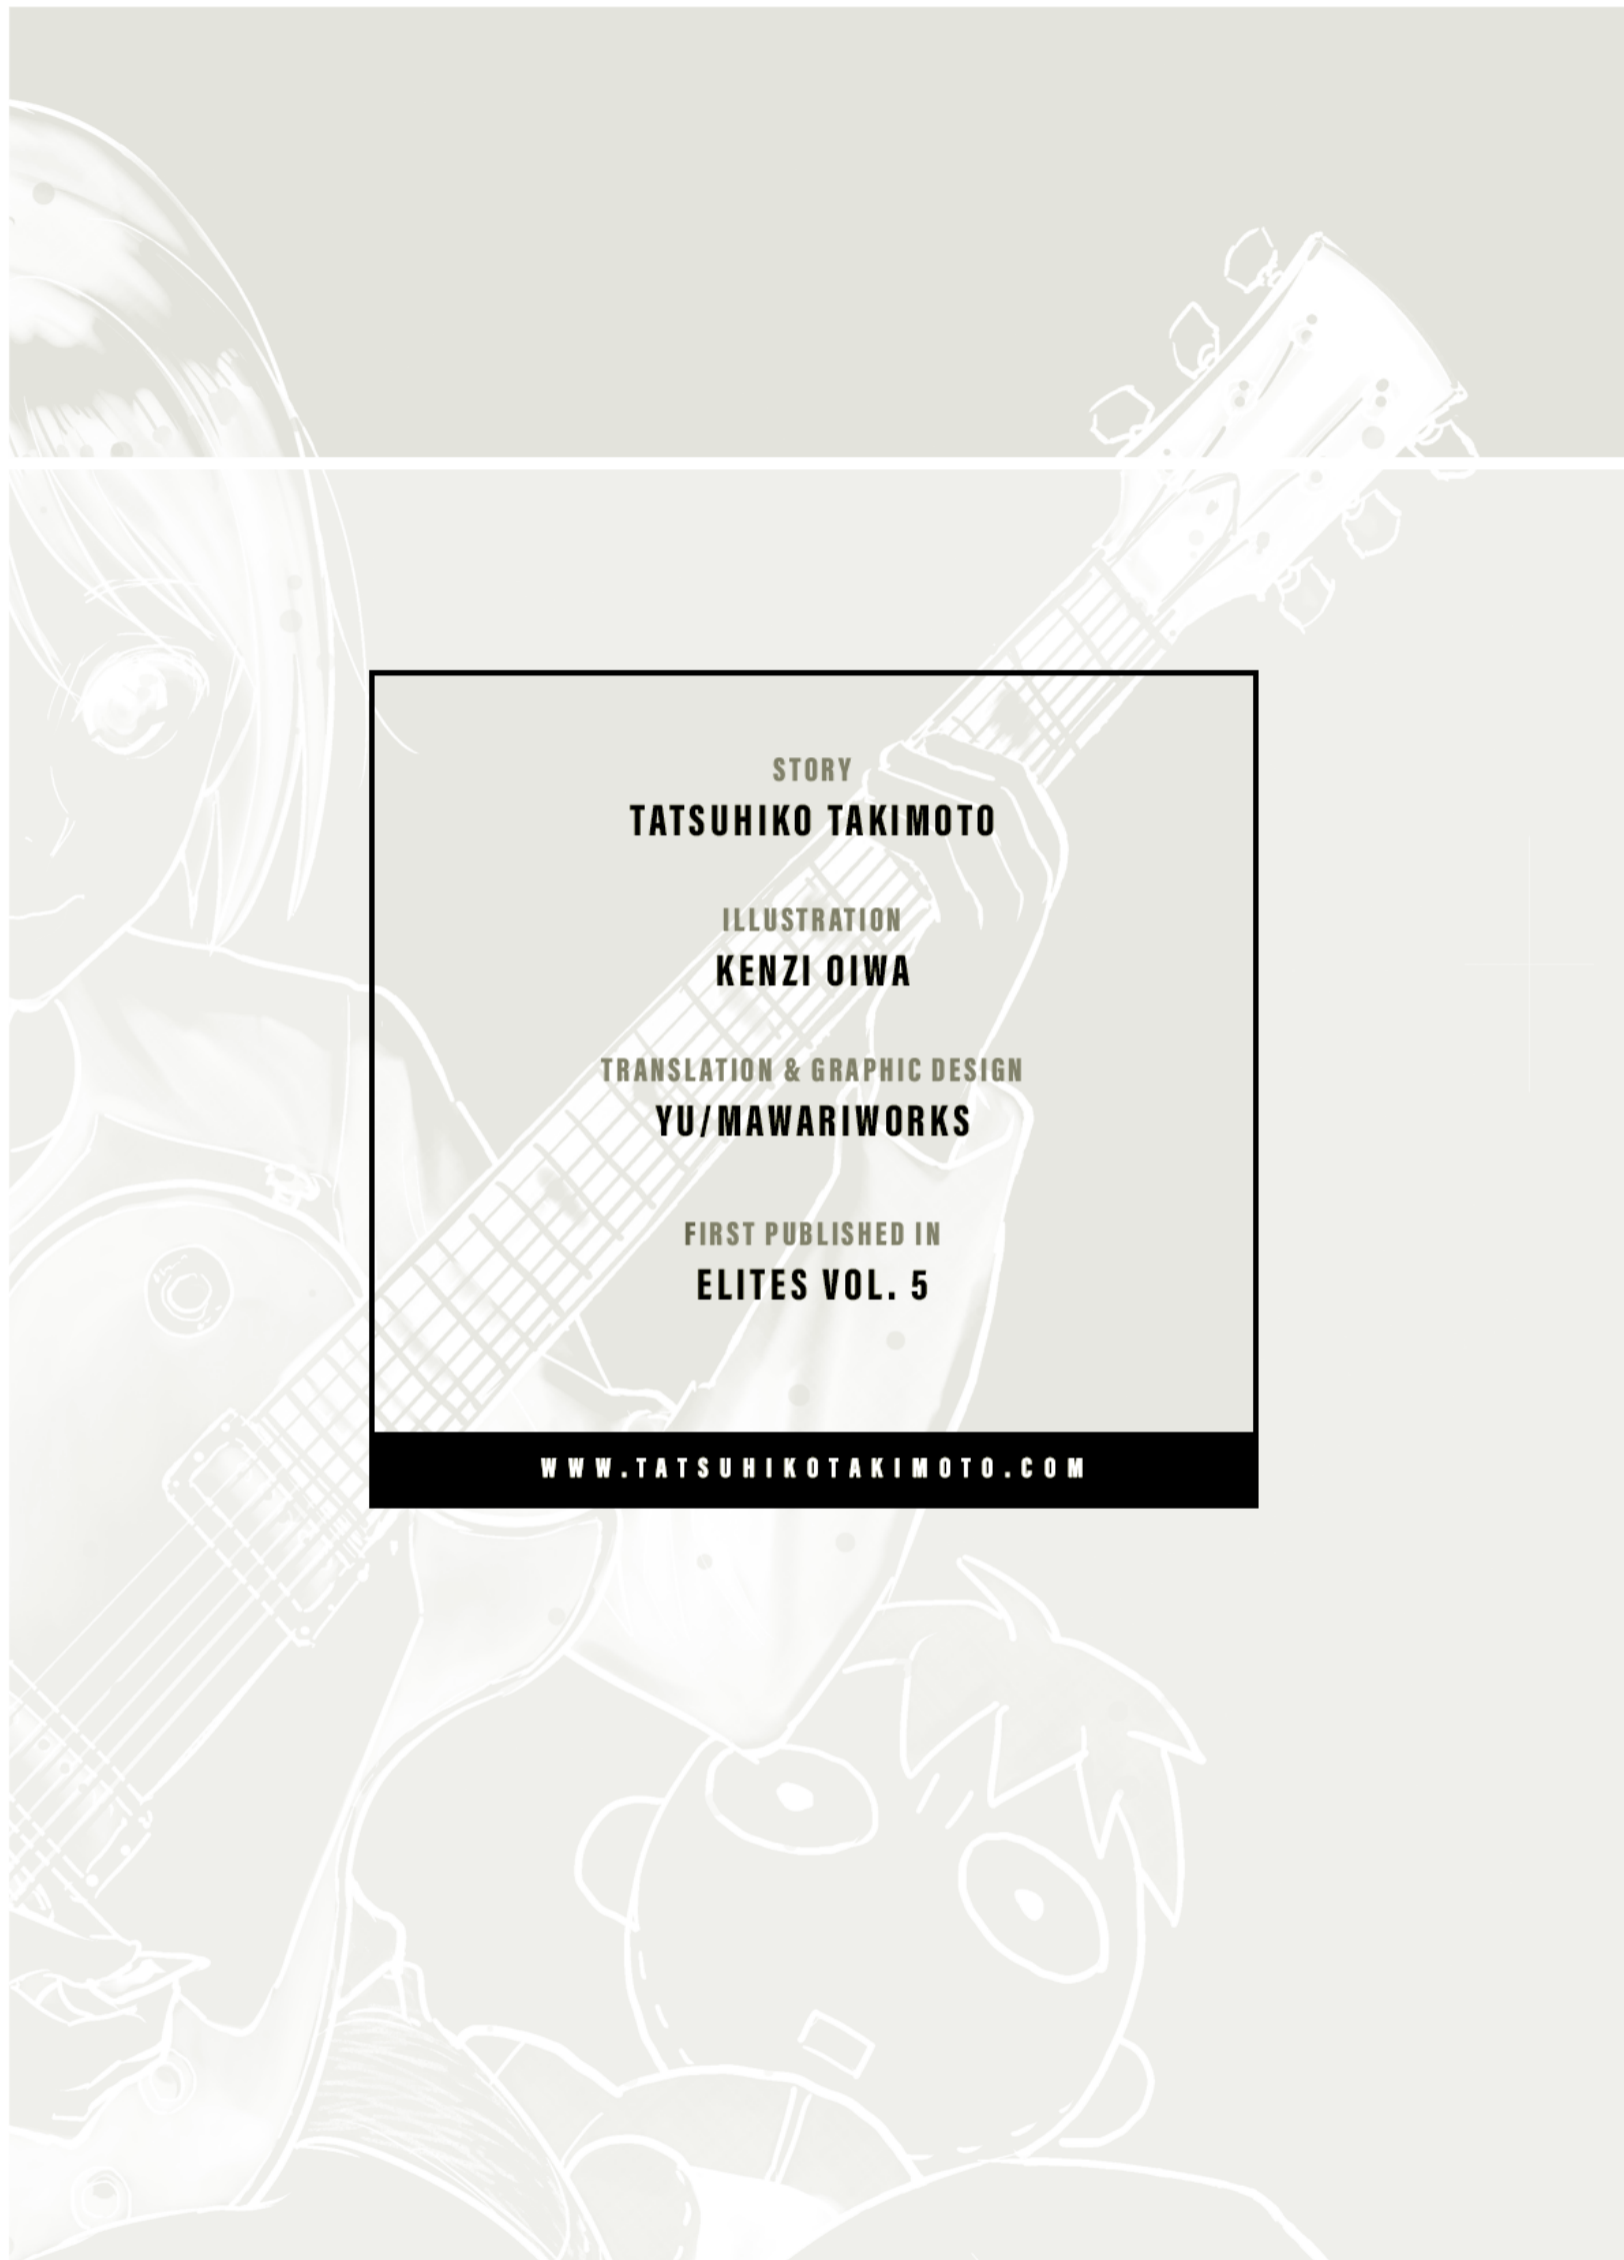 STORY
TATSUHIKO TAKIMOTO
ILLUSTRATION
KENZI OIWA
TRANSLATION & GRAPHIC DESIGN
YU/MAWARIWORKS
FIRST PUBLISHED IN
ELITES VOL. 5
WWW.TATSUHIKOTAKIMOTO.COM